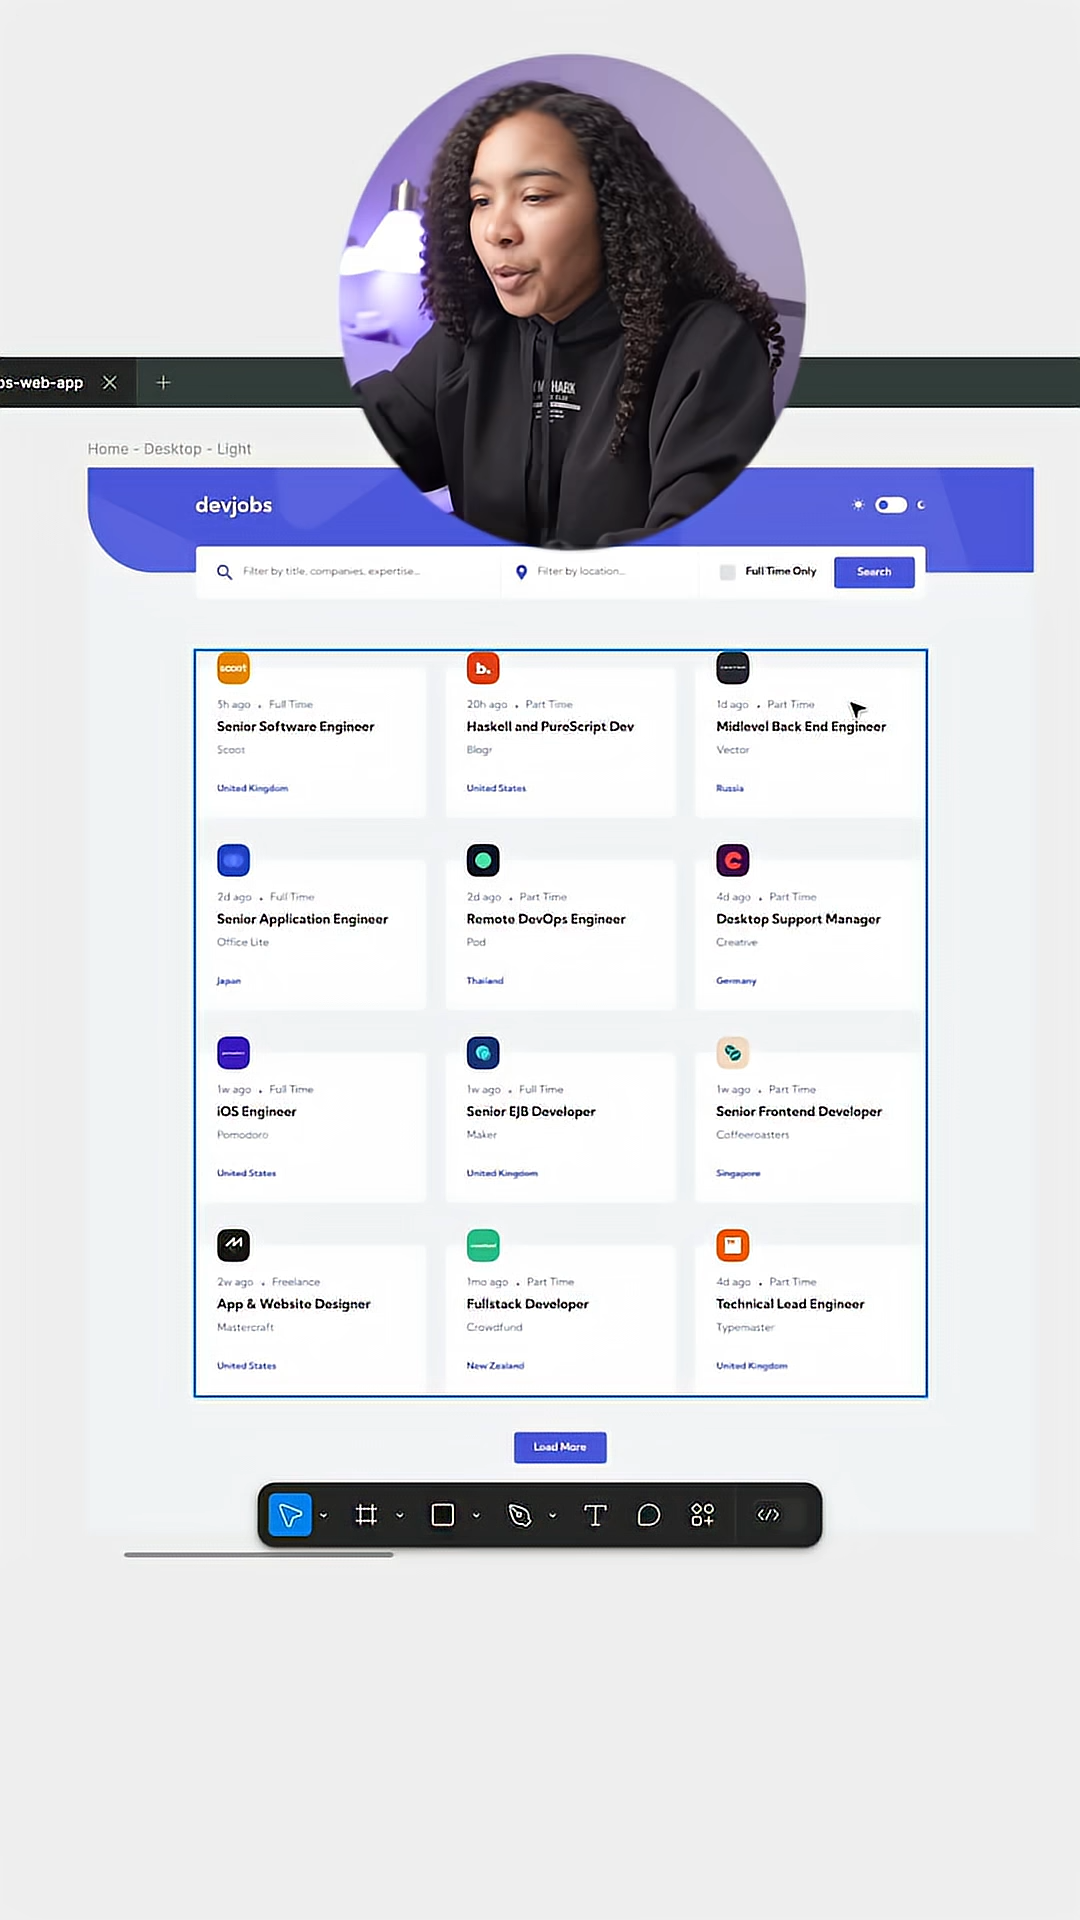 os-web-app
Home - Desktop - Light
devjobs
Filter by title, companies, expertise...
Filter by location...
Full Time Only
Search
scoot
5h ago . Full Time
Senior Software Engineer
Scoot
United Kingdom
b.
20h ago . Part Time
Haskell and PureScript Dev
Blogr
United States
1d ago . Part Time
Midlevel Back End Engineer
Vector
Russia
2d ago . Full Time
Senior Application Engineer
Office Lite
Japan
2d ago . Part Time
Remote DevOps Engineer
Pod
Thailand
4d ago . Part Time
Desktop Support Manager
Creative
Germany
1w ago . Full Time
iOS Engineer
Pomodoro
United States
1w ago . Full Time
Senior EJB Developer
Maker
United Kingdom
1w ago . Part Time
Senior Frontend Developer
Coffeeroasters
Singapore
2w ago . Freelance
App & Website Designer
Mastercraft
United States
1mo ago . Part Time
Fullstack Developer
Crowdfund
New Zealand
4d ago . Part Time
Technical Lead Engineer
Typemaster
United Kingdom
Load More